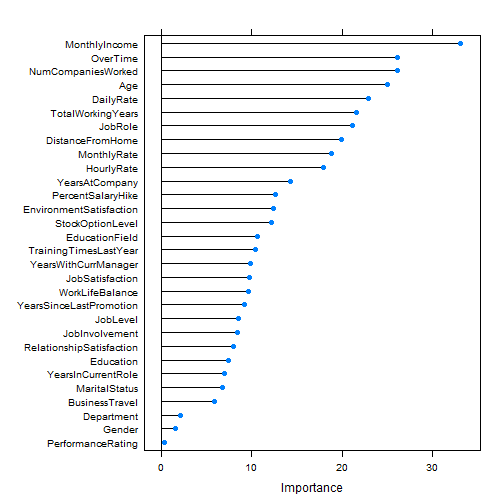 MonthlyIncome
OverTime
NumCompaniesWorked
Age
DailyRate
TotalWorkingYears
JobRole
DistanceFromHome
MonthlyRate
HourlyRate
YearsAtCompany
PercentSalaryHike
EnvironmentSatisfaction
StockOptionLevel
EducationField
TrainingTimesLastYear
YearsWithCurrManager
JobSatisfaction
WorkLifeBalance
YearsSinceLastPromotion
JobLevel
JobInvolvement
RelationshipSatisfaction
Education
YearsInCurrentRole
MaritalStatus
BusinessTravel
Department
Gender
PerformanceRating
0 10 20 30
Importance